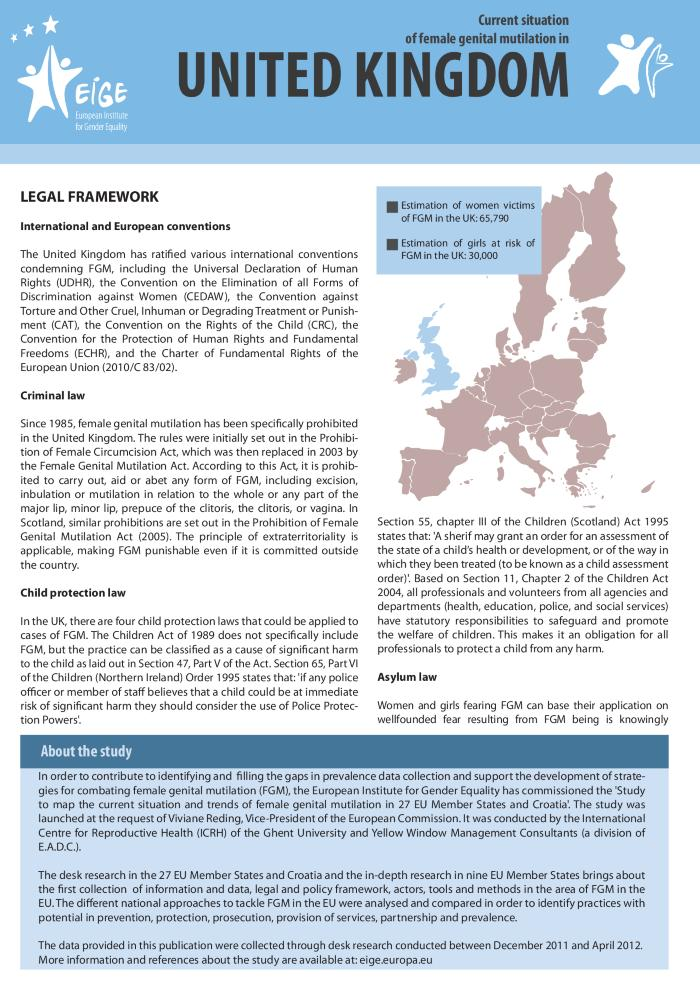 Current situation
of female genital mutilation in
UNITED KINGDOM
EIGE
European Institute
for Gender Equality
LEGAL FRAMEWORK
International and European conventions
The United Kingdom has ratified various international conventions
condemning FGM, including the Universal Declaration of Human
Rights (UDHR), the Convention on the Elimination of all Forms of
Discrimination against Women (CEDAW), the Convention against
Torture and Other Cruel, Inhuman or Degrading Treatment or Punish-
ment (CAT), the Convention on the Rights of the Child (CRC), the
Convention for the Protection of Human Rights and Fundamental
Freedoms (ECHR), and the Charter of Fundamental Rights of the
European Union (2010/C 83/02).
Criminal law
Since 1985, female genital mutilation has been specifically prohibited
in the United Kingdom. The rules were initially set out in the Prohibi-
tion of Female Circumcision Act, which was then replaced in 2003 by
the Female Genital Mutilation Act. According to this Act, it is prohib-
ited to carry out, aid or abet any form of FGM, including excision,
inbulation or mutilation in relation to the whole or any part of the
major lip, minor lip, prepuce of the clitoris, the clitoris, or vagina. In
Scotland, similar prohibitions are set out in the Prohibition of Female
Genital Mutilation Act (2005). The principle of extraterritoriality is
applicable, making FGM punishable even if it is committed outside
the country.
Child protection law
In the UK, there are four child protection laws that could be applied to
cases of FGM. The Children Act of 1989 does not specifically include
FGM, but the practice can be classified as a cause of significant harm
to the child as laid out in Section 47, Part V of the Act. Section 65, Part VI
of the Children (Northern Ireland) Order 1995 states that: 'if any police
officer or member of staff believes that a child could be at immediate
risk of significant harm they should consider the use of Police Protec-
tion Powers'.
Estimation of women victims
of FGM in the UK: 65,790
Estimation of girls at risk of
FGM in the UK: 30,000
Section 55, chapter III of the Children (Scotland) Act 1995
states that: 'A sherif may grant an order for an assessment of
the state of a child's health or development, or of the way in
which they been treated (to be known as a child assessment
order)'. Based on Section 11, Chapter 2 of the Children Act
2004, all professionals and volunteers from all agencies and
departments (health, education, police, and social services)
have statutory responsibilities to safeguard and promote
the welfare of children. This makes it an obligation for all
professionals to protect a child from any harm.
Asylum law
Women and girls fearing FGM can base their application on
wellfounded fear resulting from FGM being is knowingly
About the study
In order to contribute to identifying and filling the gaps in prevalence data collection and support the development of strate-
gies for combating female genital mutilation (FGM), the European Institute for Gender Equality has commissioned the 'Study
to map the current situation and trends of female genital mutilation in 27 EU Member States and Croatia'. The study was
launched at the request of Viviane Reding, Vice-President of the European Commission. It was conducted by the International
Centre for Reproductive Health (ICRH) of the Ghent University and Yellow Window Management Consultants (a division of
E.A.D.C.).
The desk research in the 27 EU Member States and Croatia and the in-depth research in nine EU Member States brings about
the first collection of information and data, legal and policy framework, actors, tools and methods in the area of FGM in the
EU. The different national approaches to tackle FGM in the EU were analysed and compared in order to identify practices with
potential in prevention, protection, prosecution, provision of services, partnership and prevalence.
The data provided in this publication were collected through desk research conducted between December 2011 and April 2012.
More information and references about the study are available at: eige.europa.eu